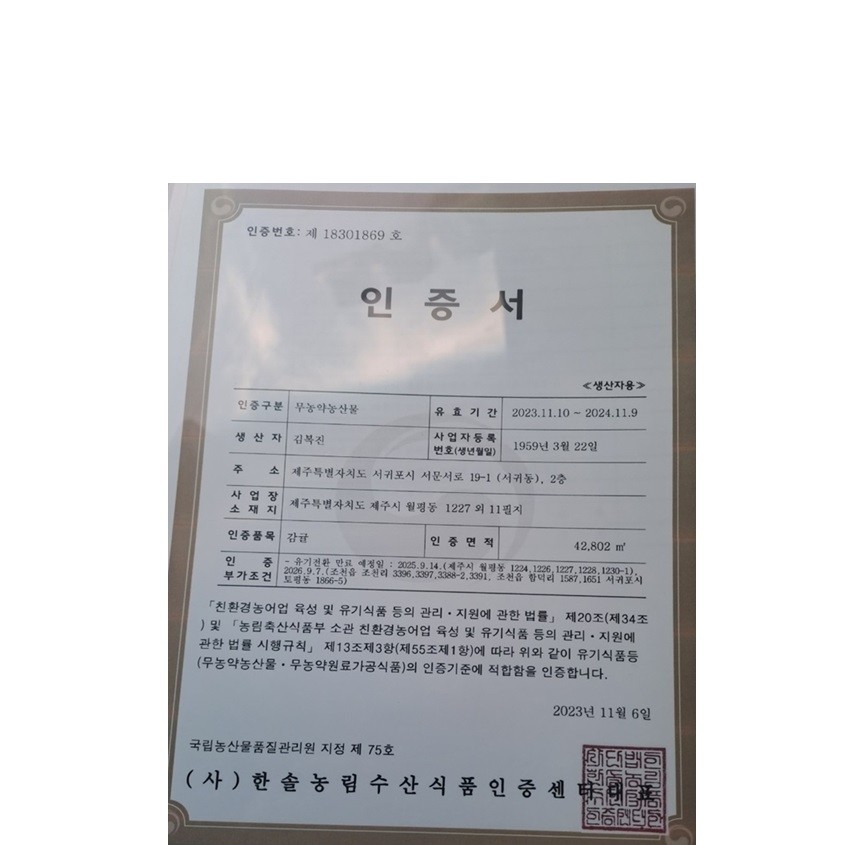 인증번호: 제 18301869 호
인 증 서
≪생산자용≫
인증구분 무농약농산물 유 효 기 간 2023.11.10 ~ 2024.11.9
생 산 자 김복진 사업자등록 번호(생년월일) 1959년 3월 22일
주 소 제주특별자치도 서귀포시 서문서로 19-1 (서귀동), 2층
사 업 장 소 재 지 제주특별자치도 제주시 월평동 1227 외 11필지
인증품목 감귤 인 증 면 적 42,802 ㎡
인 증 부가조건 - 유기전환 만료 예정일 : 2025.9.14.(제주시 월평동 1224,1226,1227,1228,1230-1),
2026.9.7.(조천읍 조천리 3396,3397,3388-2,3391, 조천읍 함덕리 1587,1651 서귀포시
토평동 1866-5)
「친환경농어업 육성 및 유기식품 등의 관리・지원에 관한 법률」 제20조(제34조
) 및 「농림축산식품부 소관 친환경농어업 육성 및 유기식품 등의 관리・지원에
관한 법률 시행규칙」 제13조제3항(제55조제1항)에 따라 위와 같이 유기식품등
(무농약농산물・무농약원료가공식품)의 인증기준에 적합함을 인증합니다.
2023년 11월 6일
국립농산물품질관리원 지정 제 75호
(사)한솔농림수산식품인증센터대표